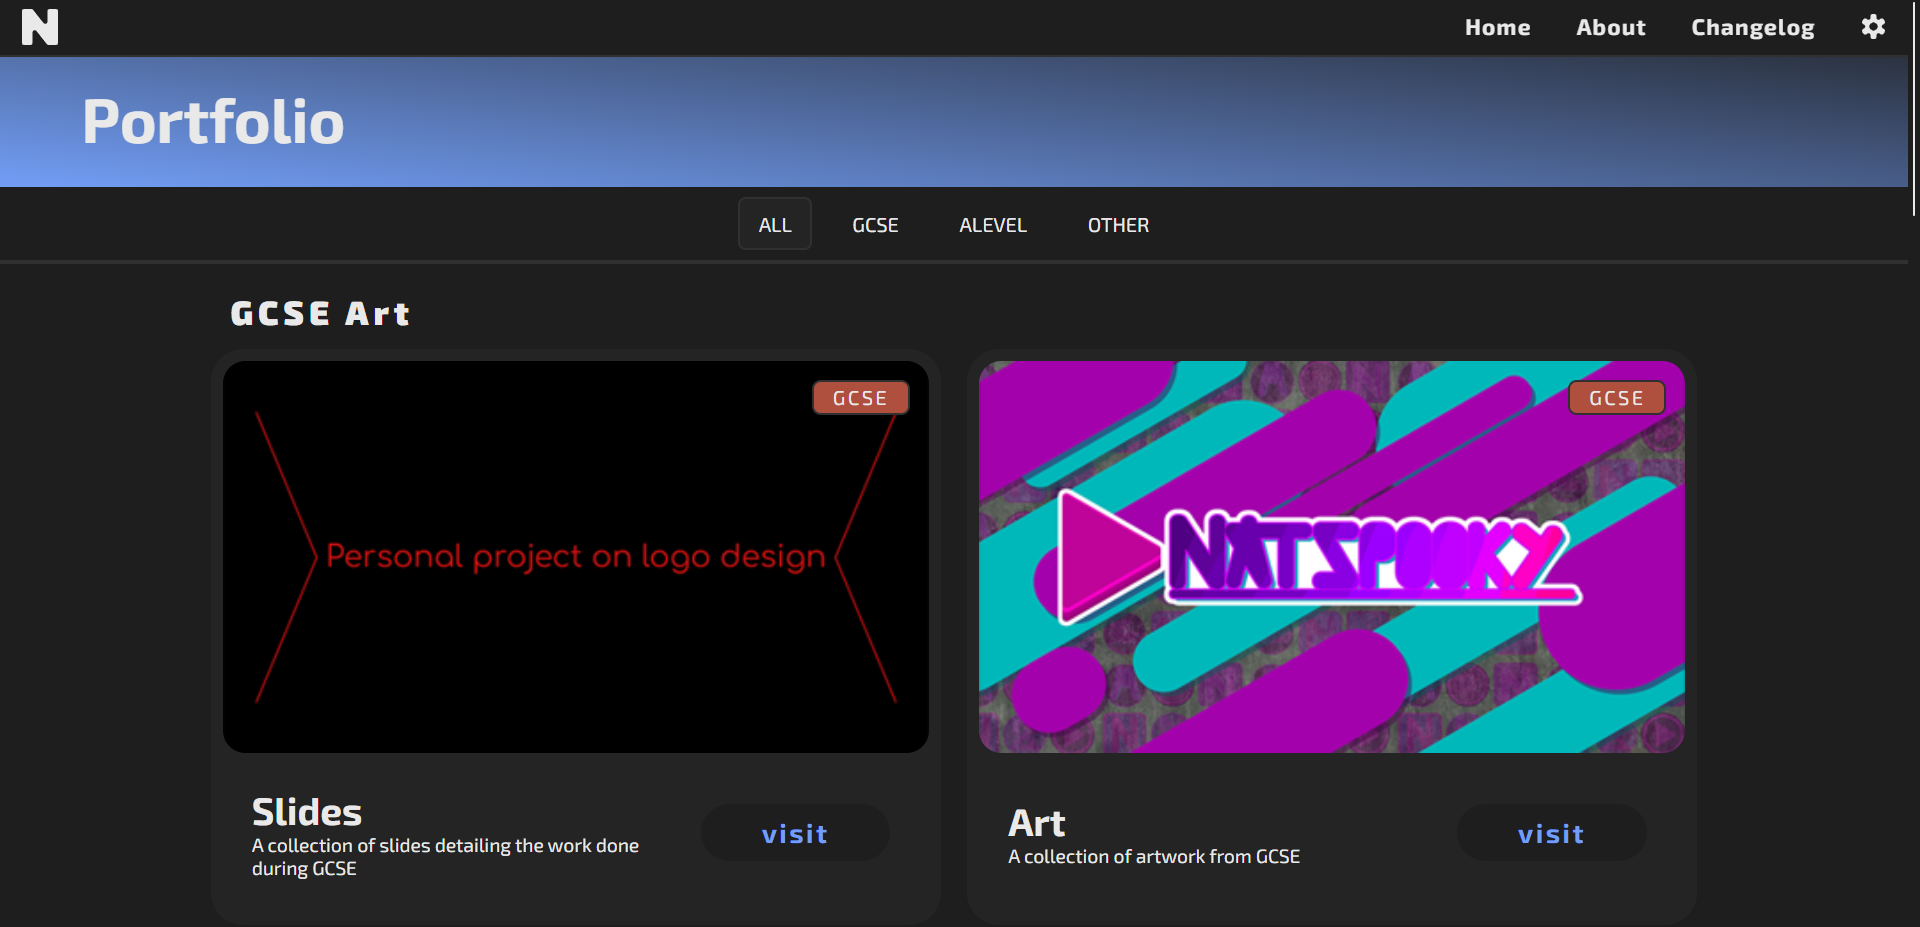 N
Home About Changelog
Portfolio
ALL GCSE ALEVEL OTHER
GCSE Art
GCSE
Personal project on logo design
GCSE
NATSPOOKY
Slides
A collection of slides detailing the work done
during GCSE
visit
Art
A collection of artwork from GCSE
visit